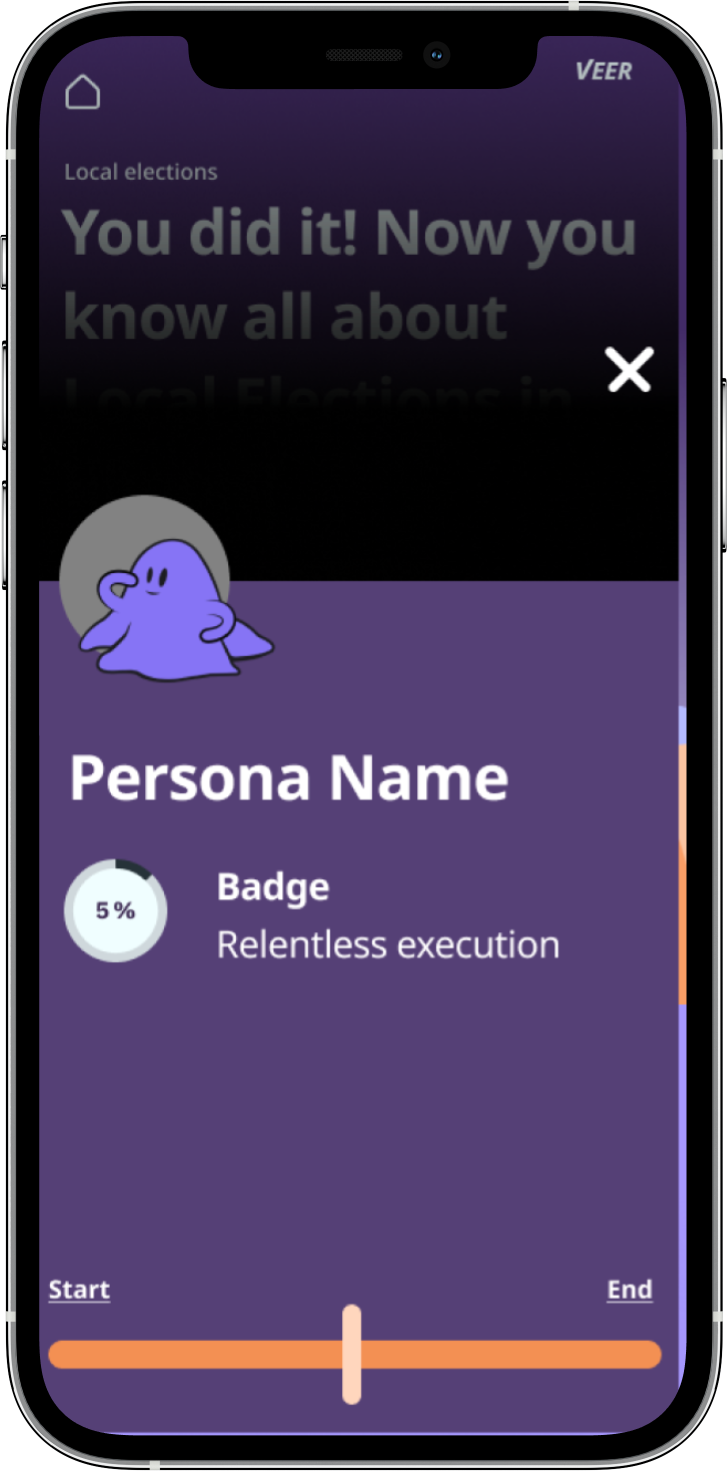 VEER
Local elections
You did it! Now you
know all about
Local Elections in
Persona Name
5%
Badge
Relentless execution
Start
End